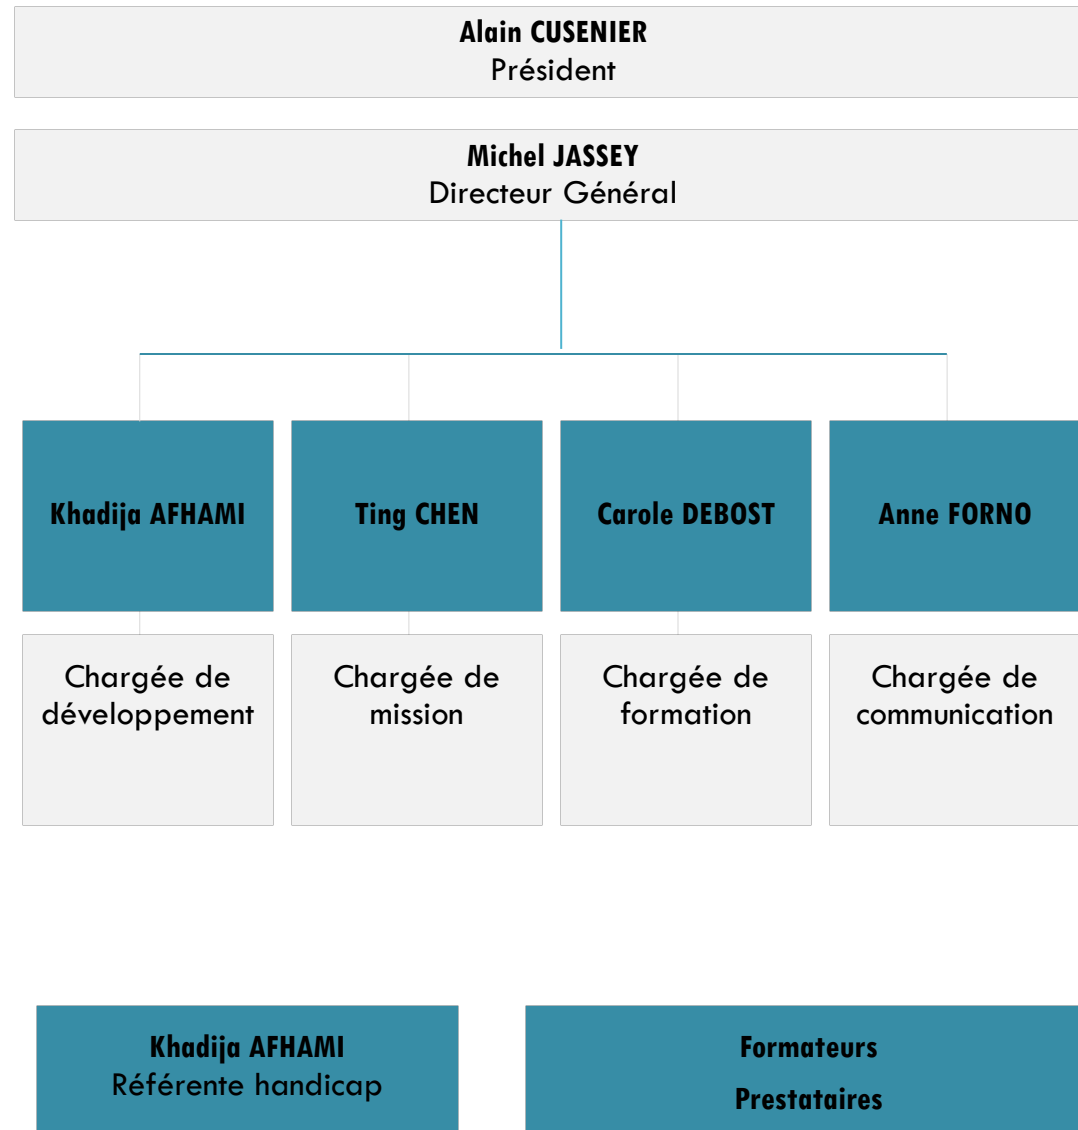 Alain CUSENIER
Président
Michel JASSEY
Directeur Général
Khadija AFHAMI
Ting CHEN
Carole DEBOST
Anne FORNO
Chargée de
développement
Chargée de
mission
Chargée de
formation
Chargée de
communication
Khadija AFHAMI
Référente handicap
Formateurs
Prestataires